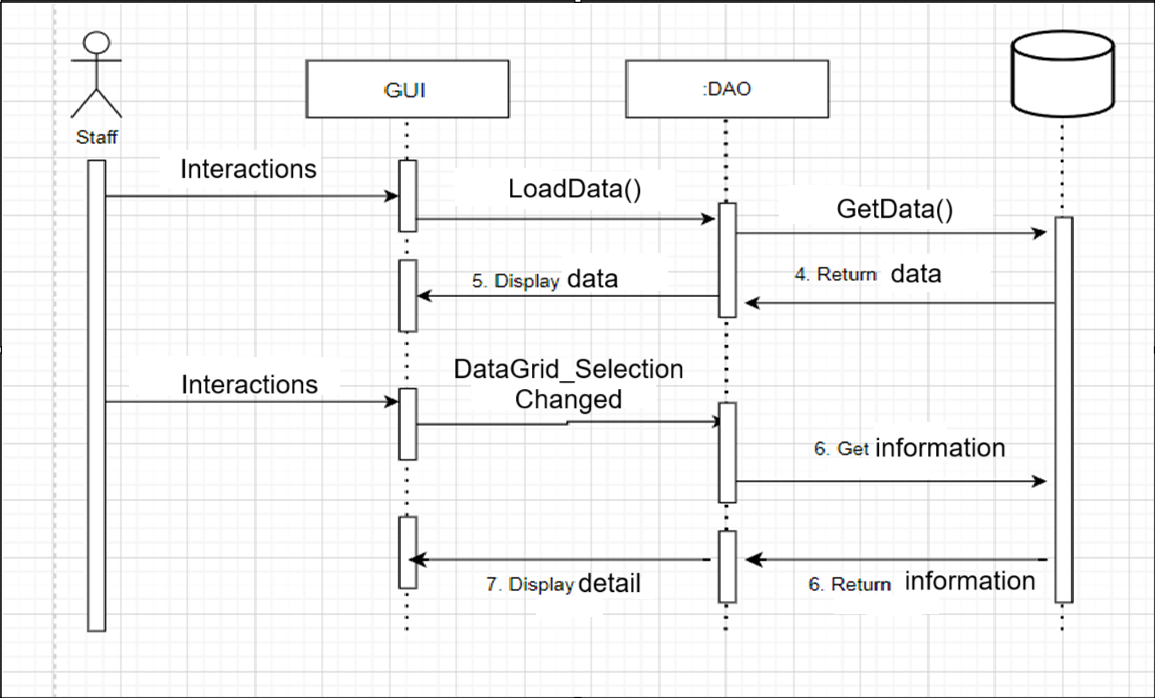 GUI
:DAO
Staff
Interactions
LoadData()
GetData()
5. Display data
4. Return data
Interactions
DataGrid_Selection
Changed
6. Get information
7. Display detail
6. Return information